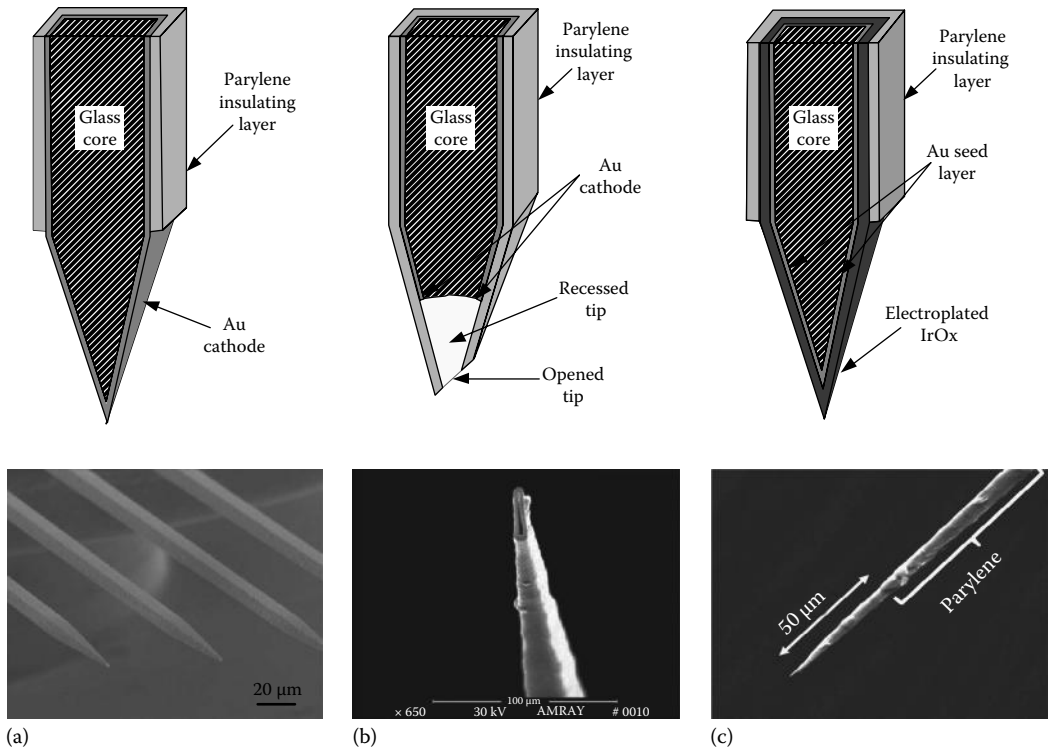 Parylene
insulating
layer
Glass
core
Au
cathode
Parylene
insulating
layer
Glass
core
Au
cathode
Recessed
tip
Opened
tip
Parylene
insulating
layer
Glass
core
Au seed
layer
Electroplated
IrOx
20 μm
100 μm
× 650 30 kV AMRAY # 0010
50 μm
Parylene
(a)
(b)
(c)